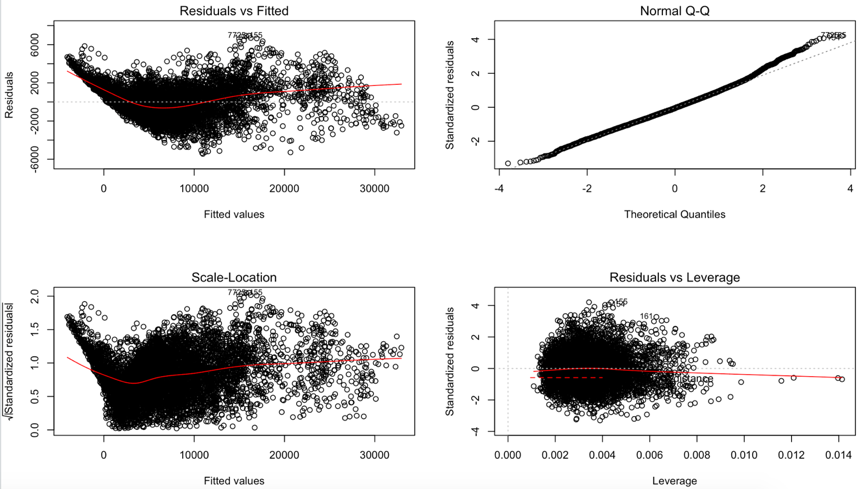 Residuals vs Fitted
Residuals
-6000 -2000 2000 6000
0 10000 20000 30000
Fitted values
Normal Q-Q
Standardized residuals
-2 0 2 4
-4 -2 0 2 4
Theoretical Quantiles
Scale-Location
√|Standardized residuals|
0.0 0.5 1.0 1.5 2.0
0 10000 20000 30000
Fitted values
Residuals vs Leverage
Standardized residuals
-4 -2 0 2 4
161
0.000 0.002 0.004 0.006 0.008 0.010 0.012 0.014
Leverage